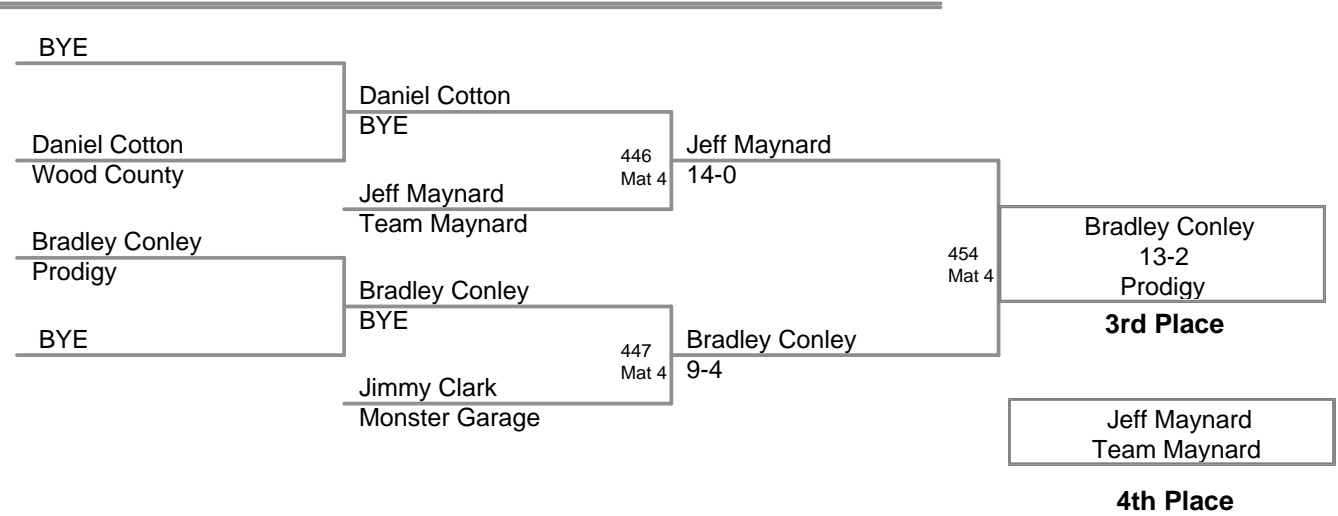 BYE
Daniel Cotton
Wood County
Bradley Conley
Prodigy
BYE
Daniel Cotton
BYE
Jeff Maynard
Team Maynard
Bradley Conley
BYE
Jimmy Clark
Monster Garage
446
Mat 4
447
Mat 4
Jeff Maynard
14-0
Bradley Conley
9-4
454
Mat 4
Bradley Conley
13-2
Prodigy
3rd Place
Jeff Maynard
Team Maynard
4th Place